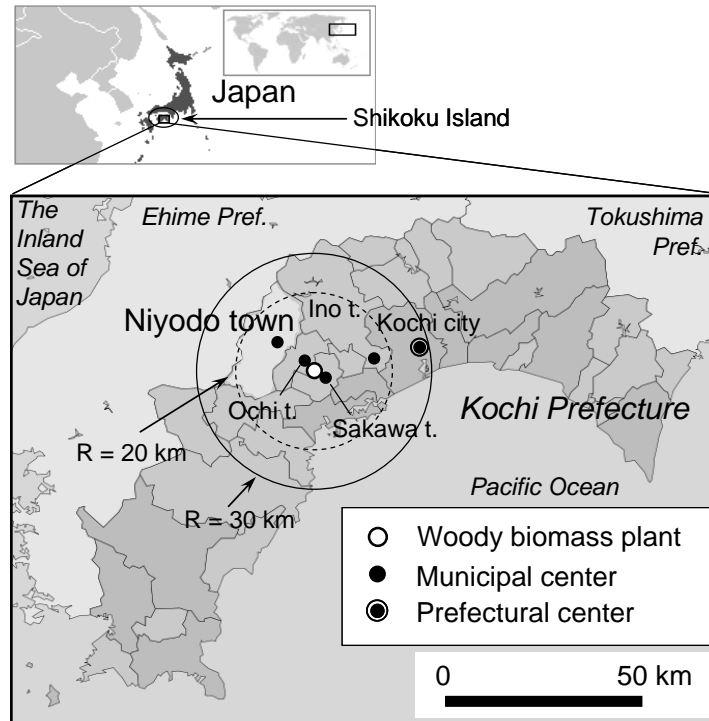 Japan
Shikoku Island
The
Inland
Sea of
Japan
Ehime Pref.
Tokushima
Pref.
Niyodo town
Ino t.
Kochi city
Ochi t.
Sakawa t.
Kochi Prefecture
R = 20 km
R = 30 km
Pacific Ocean
Woody biomass plant
Municipal center
Prefectural center
0 50 km